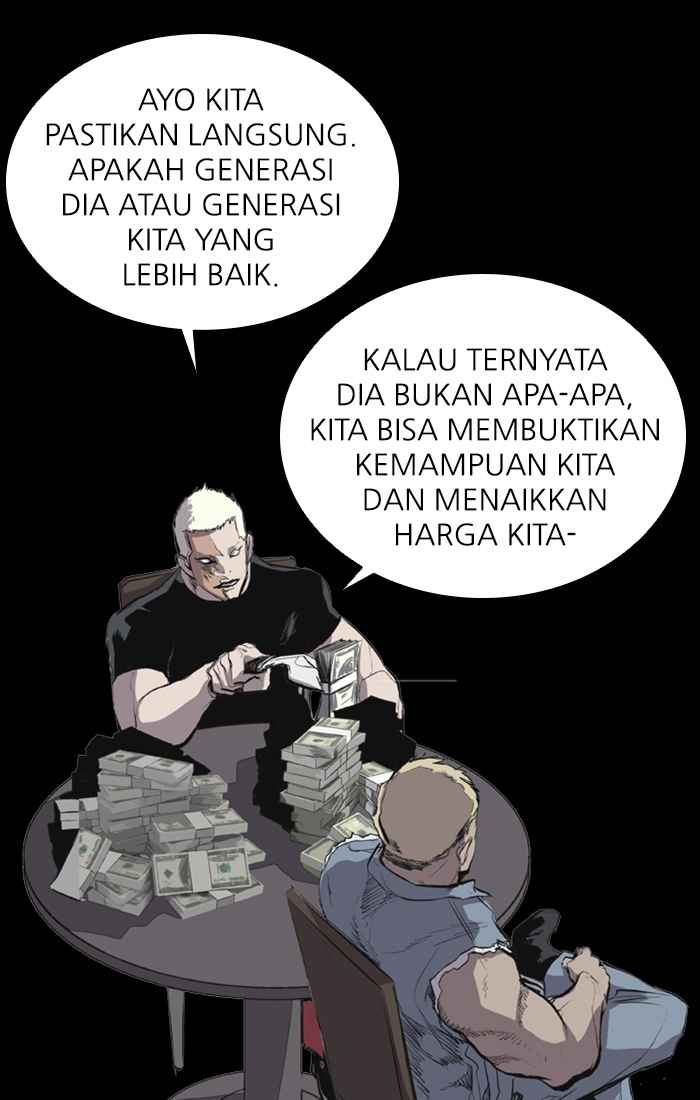 AYO KITA
PASTIKAN LANGSUNG.
APAKAH GENERASI
DIA ATAU GENERASI
KITA YANG
LEBIH BAIK.
KALAU TERNYATA
DIA BUKAN APA-APA,
KITA BISA MEMBUKTIKAN
KEMAMPUAN KITA
DAN MENAIKKAN
HARGA KITA-